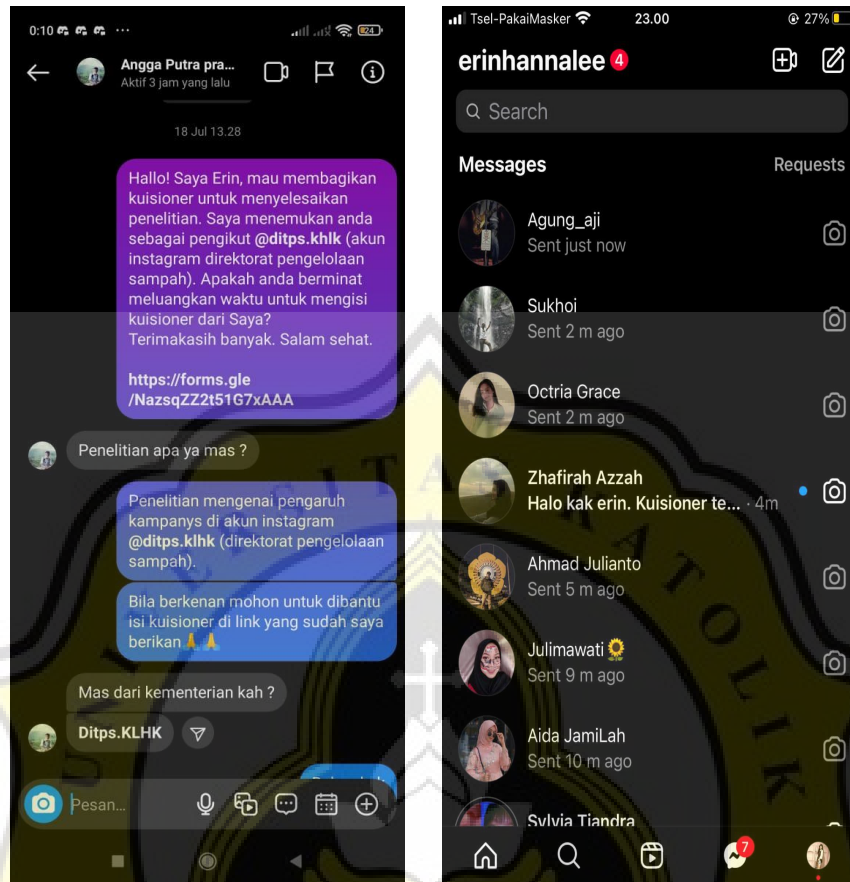 0:10
24
Angga Putra pra...
Aktif 3 jam yang lalu
18 Jul 13.28
Hallo! Saya Erin, mau membagikan
kuisioner untuk menyelesaikan
penelitian. Saya menemukan anda
sebagai pengikut @ditps.khlk (akun
instagram direktorat pengelolaan
sampah). Apakah anda berminat
meluangkan waktu untuk mengisi
kuisioner dari Saya?
Terimakasih banyak. Salam sehat.
https://forms.gle
/NazsqZZ2t51G7xAAA
Penelitian apa ya mas ?
Penelitian mengenai pengaruh
kampanys di akun instagram
@ditps.klhk (direktorat pengelolaan
sampah).
Bila berkenan mohon untuk dibantu
isi kuisioner di link yang sudah saya
berikan
Mas dari kementerian kah ?
Ditps.KLHK
Pesan...
Tsel-PakaiMasker
23.00
27%
erinhannalee 4
Search
Messages
Requests
Agung_aji
Sent just now
Sukhoi
Sent 2 m ago
Octria Grace
Sent 2 m ago
Zhafirah Azzah
Halo kak erin. Kuisioner te... · 4m
Ahmad Julianto
Sent 5 m ago
Julimawati
Sent 9 m ago
Aida JamiLah
Sent 10 m ago
Sylvia Tiandra
7
UNIVERSITAS KATOLIK